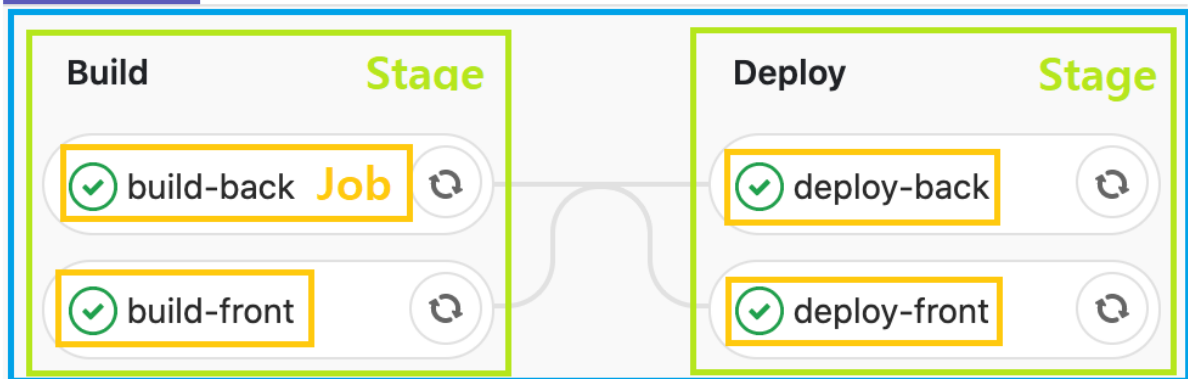 Build Stage
build-back Job
build-front
Deploy Stage
deploy-back
deploy-front